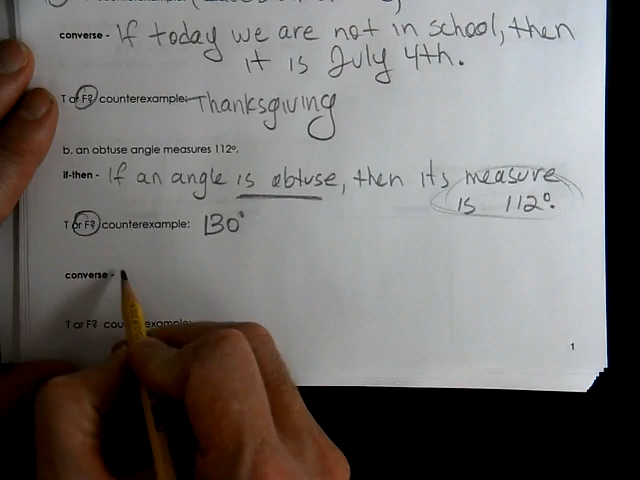 converse - If today we are not in school, then
it is July 4th.
T or F? counterexample: Thanksgiving
b. an obtuse angle measures 112°.
If-then - If an angle is obtuse, then its measure
is 112°.
T or F? counterexample: 130°
converse -
T or F? example:
1